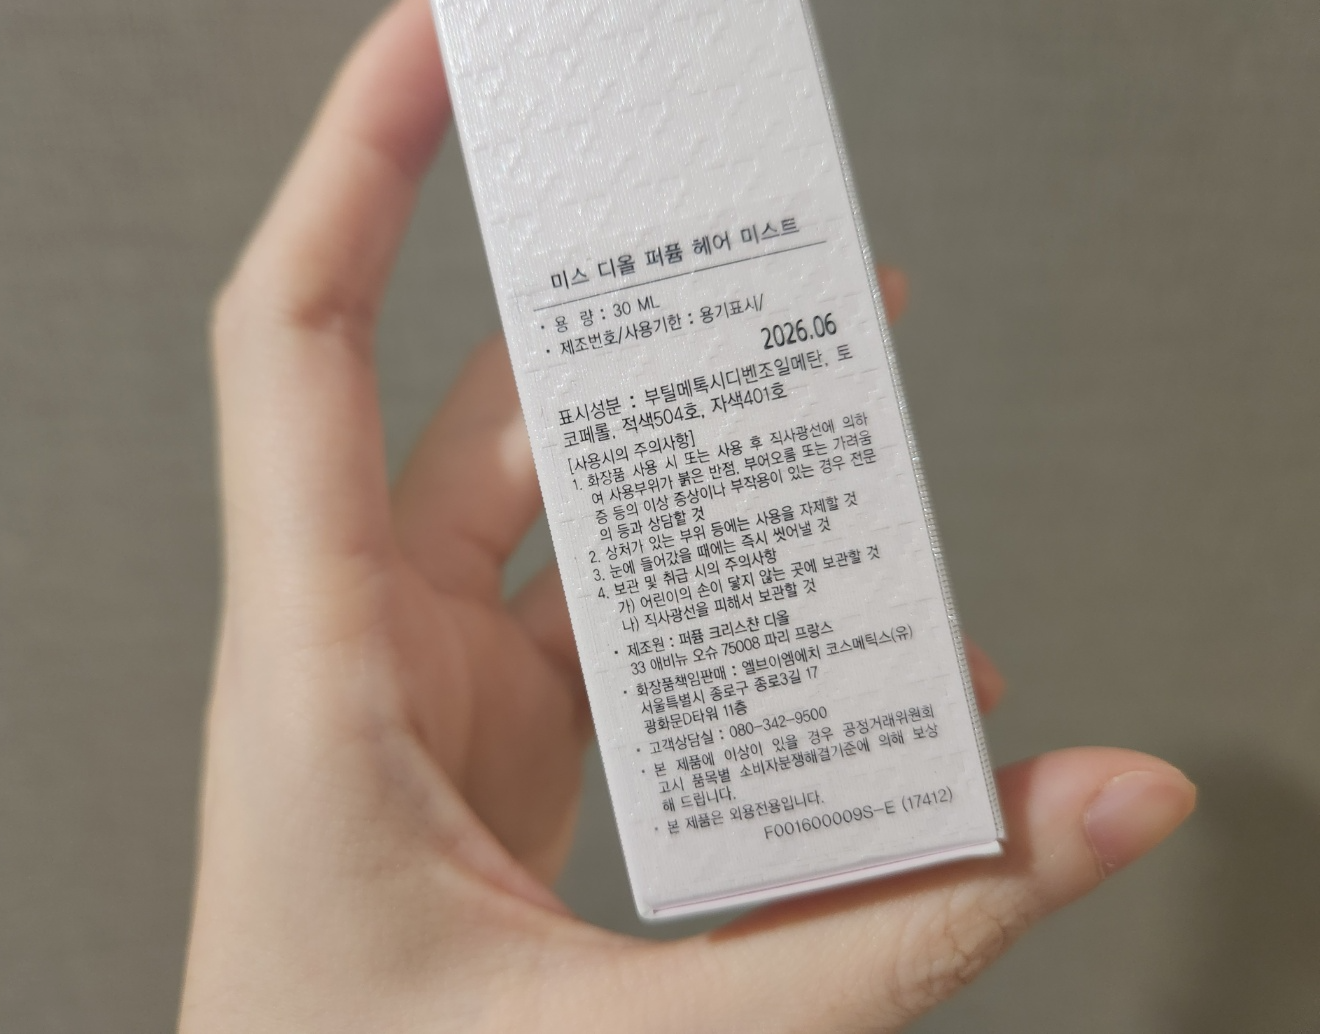 미스 디올 퍼퓸 헤어 미스트
• 용 량 : 30 ML
• 제조번호/사용기한 : 용기표시/
2026.06
표시성분 : 부틸메톡시디벤조일메탄, 토
코페롤, 적색504호, 자색401호
[사용시의 주의사항]
1. 화장품 사용 시 또는 사용 후 직사광선에 의하
여 사용부위가 붉은 반점, 부어오름 또는 가려움
증 등의 이상 증상이나 부작용이 있는 경우 전문
의 등과 상담할 것
2. 상처가 있는 부위 등에는 사용을 자제할 것
3. 눈에 들어갔을 때에는 즉시 씻어낼 것
4. 보관 및 취급 시의 주의사항
가) 어린이의 손이 닿지 않는 곳에 보관할 것
나) 직사광선을 피해서 보관할 것
• 제조원 : 퍼퓸 크리스챤 디올
33 애비뉴 오슈 75008 파리 프랑스
• 화장품책임판매 : 엘브이엠에치 코스메틱스(유)
서울특별시 종로구 종로3길 17
광화문D타워 11층
• 고객상담실 : 080-342-9500
• 본 제품에 이상이 있을 경우 공정거래위원회
고시 품목별 소비자분쟁해결기준에 의해 보상
해 드립니다.
• 본 제품은 외용전용입니다.
F001600009S-E (17412)